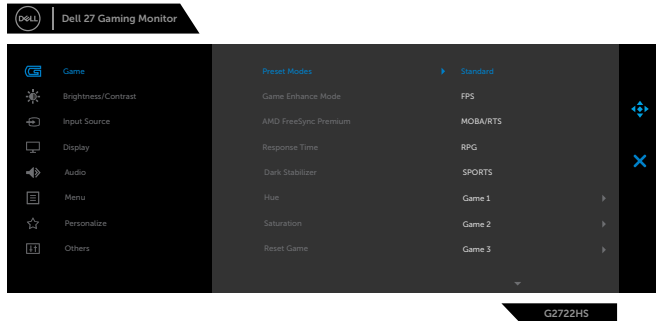 DELL
Dell 27 Gaming Monitor
Game
Brightness/Contrast
Input Source
Display
Audio
Menu
Personalize
Others
Preset Modes
Game Enhance Mode
AMD FreeSync Premium
Response Time
Dark Stabilizer
Hue
Saturation
Reset Game
Standard
FPS
MOBA/RTS
RPG
SPORTS
Game 1
Game 2
Game 3
G2722HS